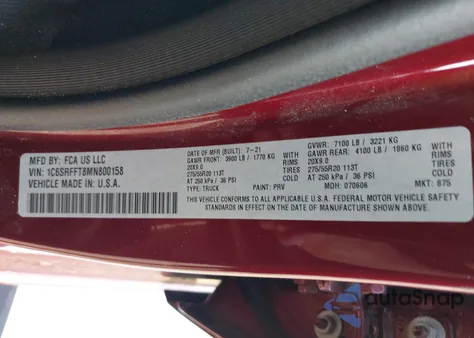 MFD BY: FCA US LLC
DATE OF MFD (BUILT): 7-21
GVWR: 7100 LB / 3221 KG
VIN: 1C6SRFFT8MN800158
GAWR FRONT: 3900 LB / 1770 KG
GAWR REAR: 4100 LB / 1860 KG
VEHICLE MADE IN U.S.A.
20X9.0
WITH
20X9.0
WITH
275/55R20 113T
TIRES
275/55R20 113T
TIRES
AT 250 kPa / 36 PSI
COLD
AT 250 kPa / 36 PSI
COLD
TYPE: TRUCK
PAINT: PRV
MDH: 070606
MKT: 875
THIS VEHICLE CONFORMS TO ALL APPLICABLE U.S.A. FEDERAL MOTOR VEHICLE SAFETY
STANDARDS IN EFFECT ON THE DATE OF MANUFACTURE SHOWN ABOVE.
autoSnap